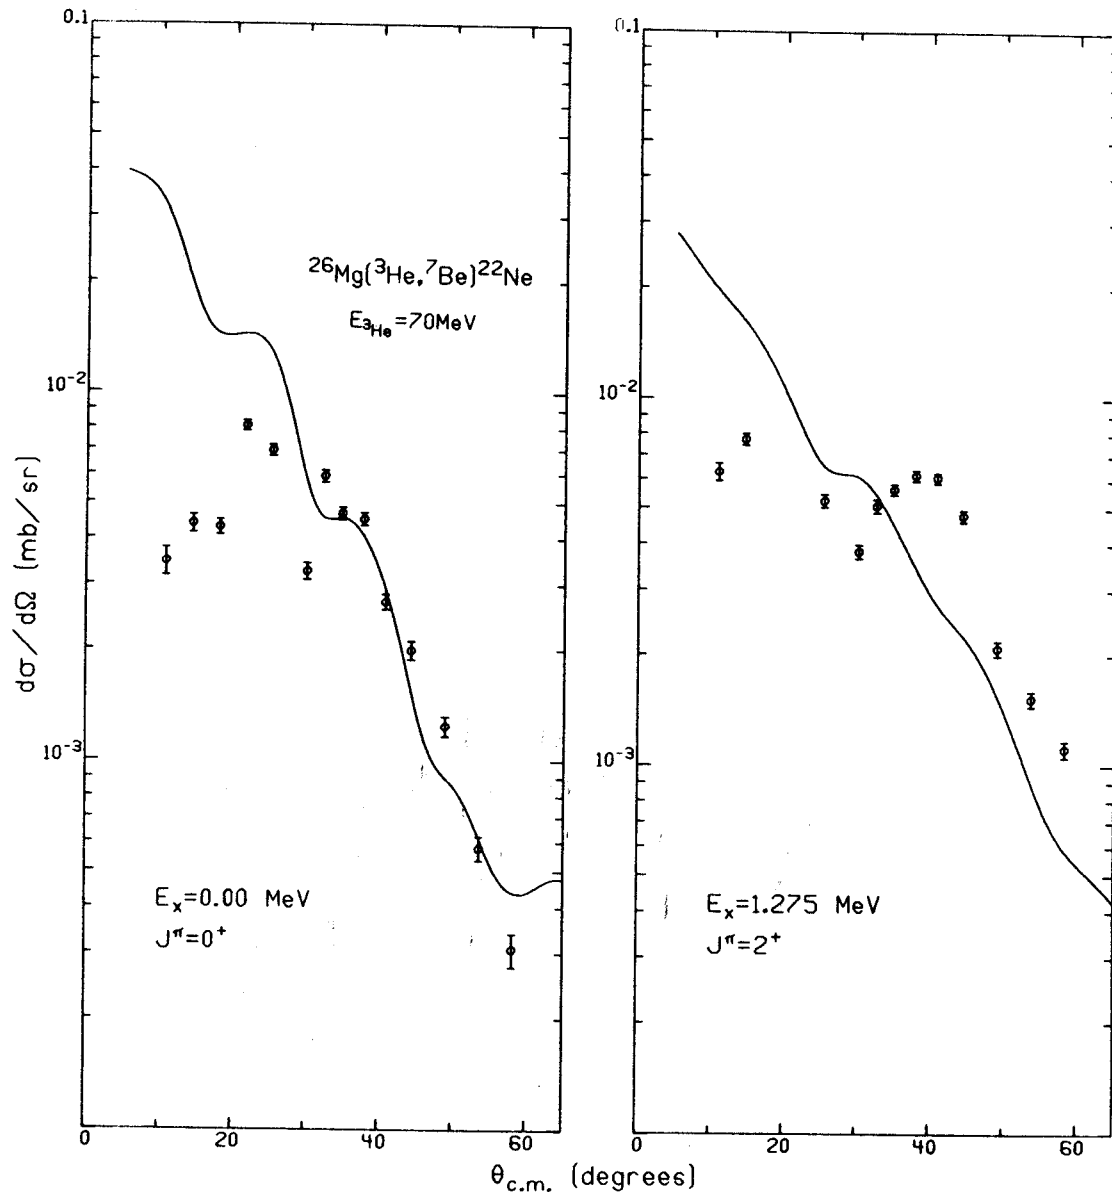 0.1
10⁻²
10⁻³
dσ/dΩ (mb/sr)
²⁶Mg(³He,⁷Be)²²Ne
E₃He=70MeV
Eₓ=0.00 MeV
Jπ=0⁺
0 20 40 60
0.1
10⁻²
10⁻³
Eₓ=1.275 MeV
Jπ=2⁺
0 20 40 60
θc.m. (degrees)